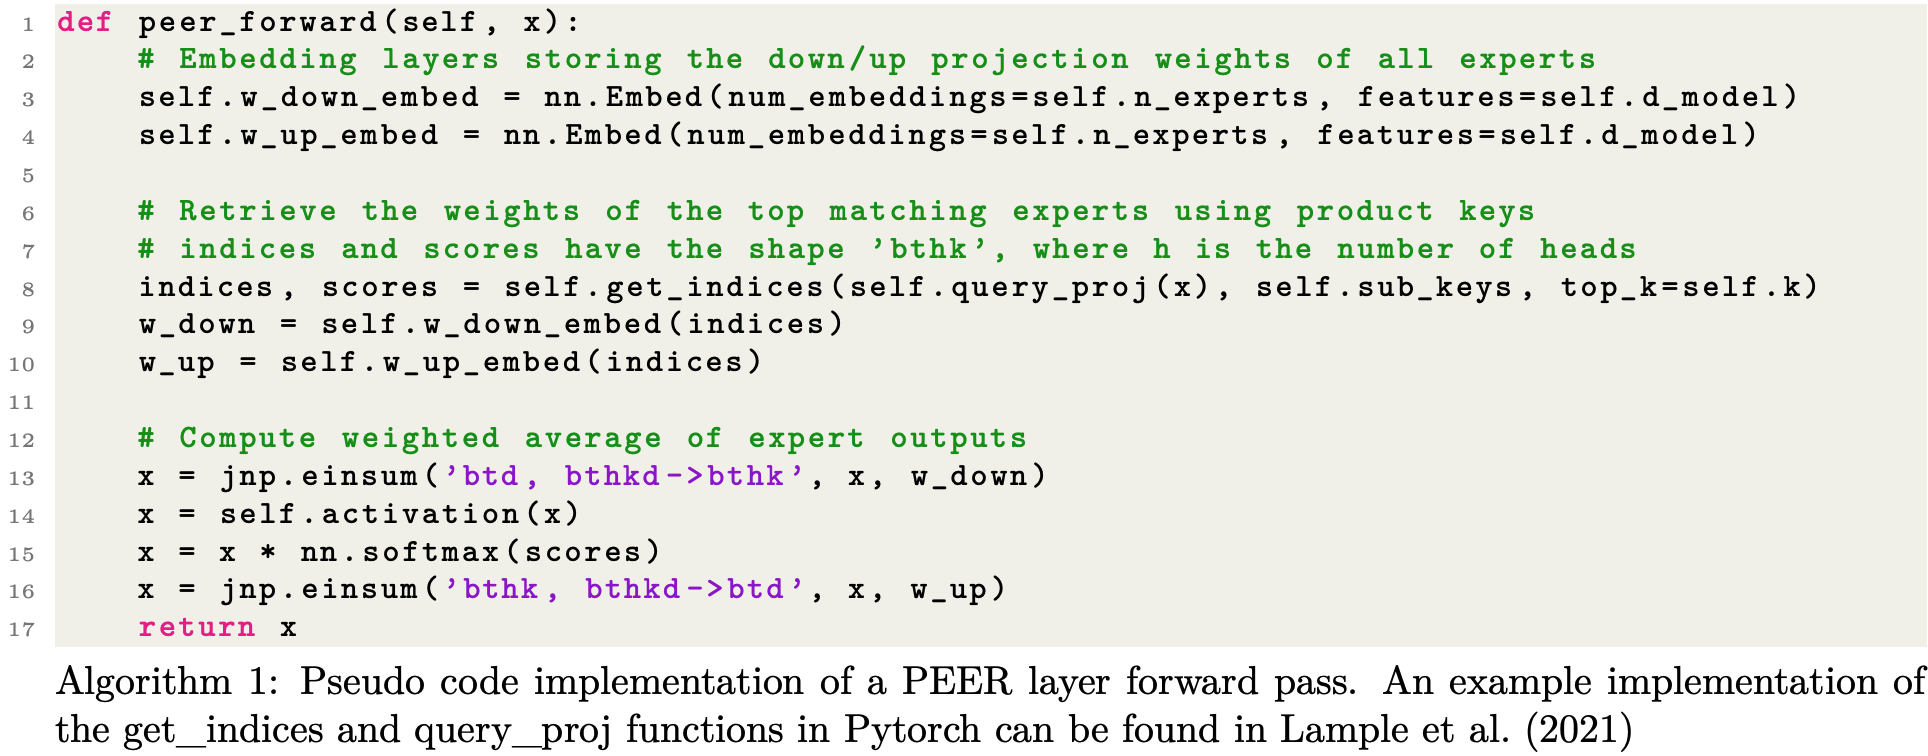 1 def peer_forward(self, x):
2     # Embedding layers storing the down/up projection weights of all experts
3     self.w_down_embed = nn.Embed(num_embeddings=self.n_experts, features=self.d_model)
4     self.w_up_embed = nn.Embed(num_embeddings=self.n_experts, features=self.d_model)
5
6     # Retrieve the weights of the top matching experts using product keys
7     # indices and scores have the shape ’bthk’, where h is the number of heads
8     indices, scores = self.get_indices(self.query_proj(x), self.sub_keys, top_k=self.k)
9     w_down = self.w_down_embed(indices)
10     w_up = self.w_up_embed(indices)
11
12     # Compute weighted average of expert outputs
13     x = jnp.einsum(’btd, bthkd->bthk’, x, w_down)
14     x = self.activation(x)
15     x = x * nn.softmax(scores)
16     x = jnp.einsum(’bthk, bthkd->btd’, x, w_up)
17     return x
Algorithm 1: Pseudo code implementation of a PEER layer forward pass. An example implementation of
the get_indices and query_proj functions in Pytorch can be found in Lample et al. (2021)